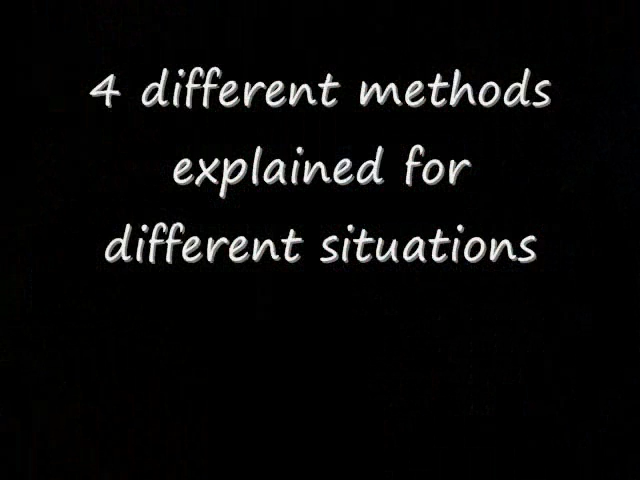 4 different methods
explained for
different situations